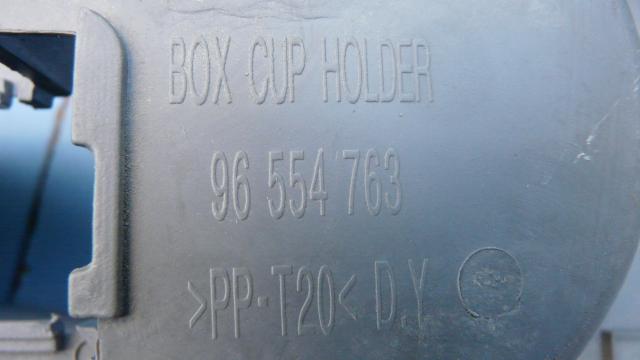 BOX CUP HOLDER
96 554 763
>PP-T20< D.Y